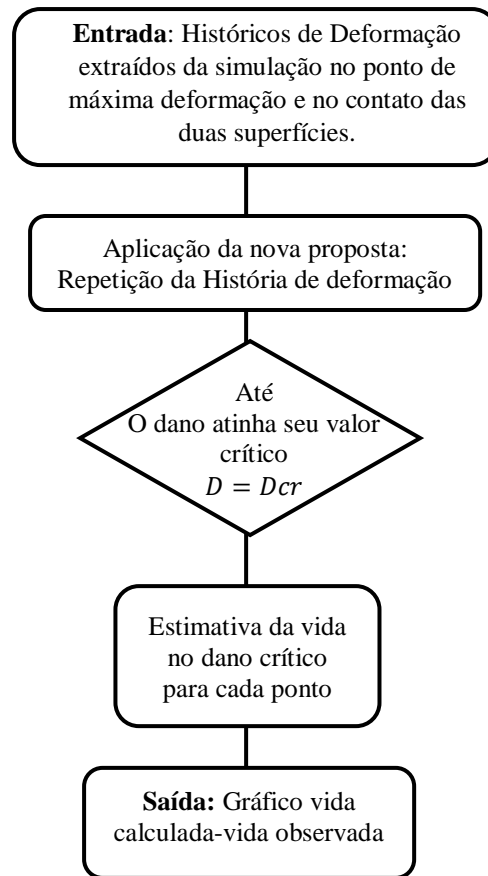 Entrada: Históricos de Deformação
extraídos da simulação no ponto de
máxima deformação e no contato das
duas superfícies.
Aplicação da nova proposta:
Repetição da História de deformação
Até
O dano atinha seu valor
crítico
D = Dcr
Estimativa da vida
no dano crítico
para cada ponto
Saída: Gráfico vida
calculada-vida observada